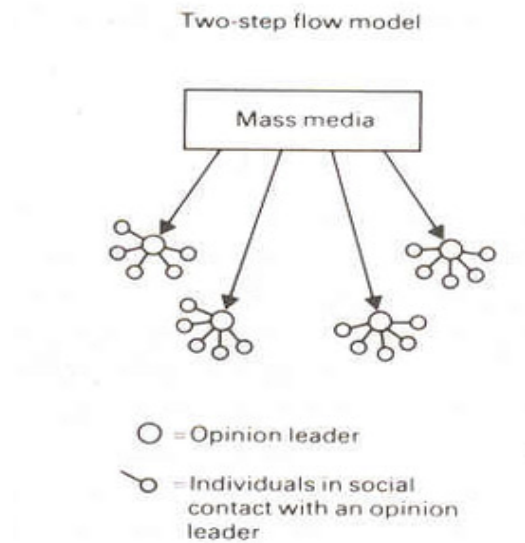 Two-step flow model
Mass media
= Opinion leader
= Individuals in social
contact with an opinion
leader